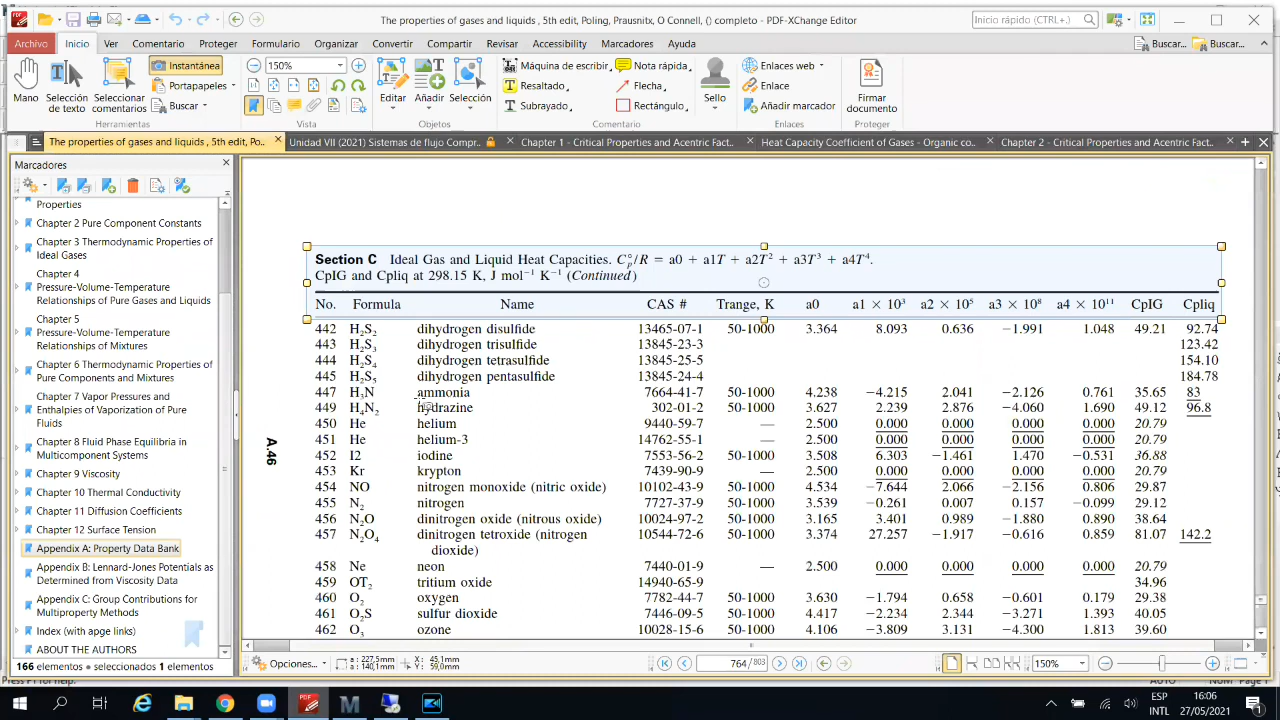 The properties of gases and liquids , 5th edit, Poling, Prausnitz, O Connell, () completo - PDF-XChange Editor
Inicio rápido (CTRL+.)
Archivo Inicio Ver Comentario Proteger Formulario Organizar Convertir Compartir Revisar Accessibility Marcadores Ayuda Buscar... Buscar...
Mano
Selección de texto
Seleccionar comentarios
Instantánea
Portapapeles
Buscar
Herramientas
150%
Vista
Editar
Añadir
Selección
Objetos
Máquina de escribir
Resaltado
Subrayado
Nota rápida
Flecha
Rectángulo
Comentario
Sello
Enlaces web
Enlace
Añadir marcador
Enlaces
Firmar documento
Proteger
The properties of gases and liquids , 5th edit, Po.. Unidad VII (2021) Sistemas de flujo Compr.. Chapter 1 - Critical Properties and Acentric Fact.. Heat Capacity Coefficient of Gases - Organic co.. Chapter 2 - Critical Properties and Acentric Fact..
Marcadores
Properties
Chapter 2 Pure Component Constants
Chapter 3 Thermodynamic Properties of
Ideal Gases
Chapter 4
Pressure-Volume-Temperature
Relationships of Pure Gases and Liquids
Chapter 5
Pressure-Volume-Temperature
Relationships of Mixtures
Chapter 6 Thermodynamic Properties of
Pure Components and Mixtures
Chapter 7 Vapor Pressures and
Enthalpies of Vaporization of Pure
Fluids
Chapter 8 Fluid Phase Equilibria in
Multicomponent Systems
Chapter 9 Viscosity
Chapter 10 Thermal Conductivity
Chapter 11 Diffusion Coefficients
Chapter 12 Surface Tension
Appendix A: Property Data Bank
Appendix B: Lennard-Jones Potentials as
Determined from Viscosity Data
Appendix C: Group Contributions for
Multiproperty Methods
Index (with apge links)
ABOUT THE AUTHORS
166 elementos • seleccionados 1 elementos
A.46
Section C Ideal Gas and Liquid Heat Capacities. C°p/R = a0 + a1T + a2T² + a3T³ + a4T⁴.
CpIG and Cpliq at 298.15 K, J mol⁻¹ K⁻¹ (Continued)
No. Formula Name CAS # Trange, K a0 a1 × 10³ a2 × 10⁵ a3 × 10⁸ a4 × 10¹¹ CpIG Cpliq
442 H₂S₂ dihydrogen disulfide 13465-07-1 50-1000 3.364 8.093 0.636 −1.991 1.048 49.21 92.74
443 H₂S₃ dihydrogen trisulfide 13845-23-3 123.42
444 H₂S₄ dihydrogen tetrasulfide 13845-25-5 154.10
445 H₂S₅ dihydrogen pentasulfide 13845-24-4 184.78
447 H₃N ammonia 7664-41-7 50-1000 4.238 −4.215 2.041 −2.126 0.761 35.65 83
449 H₄N₂ hydrazine 302-01-2 50-1000 3.627 2.239 2.876 −4.060 1.690 49.12 96.8
450 He helium 9440-59-7 — 2.500 0.000 0.000 0.000 0.000 20.79
451 He helium-3 14762-55-1 — 2.500 0.000 0.000 0.000 0.000 20.79
452 I2 iodine 7553-56-2 50-1000 3.508 6.303 −1.461 1.470 −0.531 36.88
453 Kr krypton 7439-90-9 — 2.500 0.000 0.000 0.000 0.000 20.79
454 NO nitrogen monoxide (nitric oxide) 10102-43-9 50-1000 4.534 −7.644 2.066 −2.156 0.806 29.87
455 N₂ nitrogen 7727-37-9 50-1000 3.539 −0.261 0.007 0.157 −0.099 29.12
456 N₂O dinitrogen oxide (nitrous oxide) 10024-97-2 50-1000 3.165 3.401 0.989 −1.880 0.890 38.64
457 N₂O₄ dinitrogen tetroxide (nitrogen 10544-72-6 50-1000 3.374 27.257 −1.917 −0.616 0.859 81.07 142.2
dioxide)
458 Ne neon 7440-01-9 — 2.500 0.000 0.000 0.000 0.000 20.79
459 OT₂ tritium oxide 14940-65-9 34.96
460 O₂ oxygen 7782-44-7 50-1000 3.630 −1.794 0.658 −0.601 0.179 29.38
461 O₂S sulfur dioxide 7446-09-5 50-1000 4.417 −2.234 2.344 −3.271 1.393 40.05
462 O₃ ozone 10028-15-6 50-1000 4.106 −3.809 3.131 −4.300 1.813 39.60
Opciones... a: 227,5mm a: 140,1mm X: 45,1mm Y: 59,0mm 764 /803 150%
ESP
INTL
16:06
27/05/2021